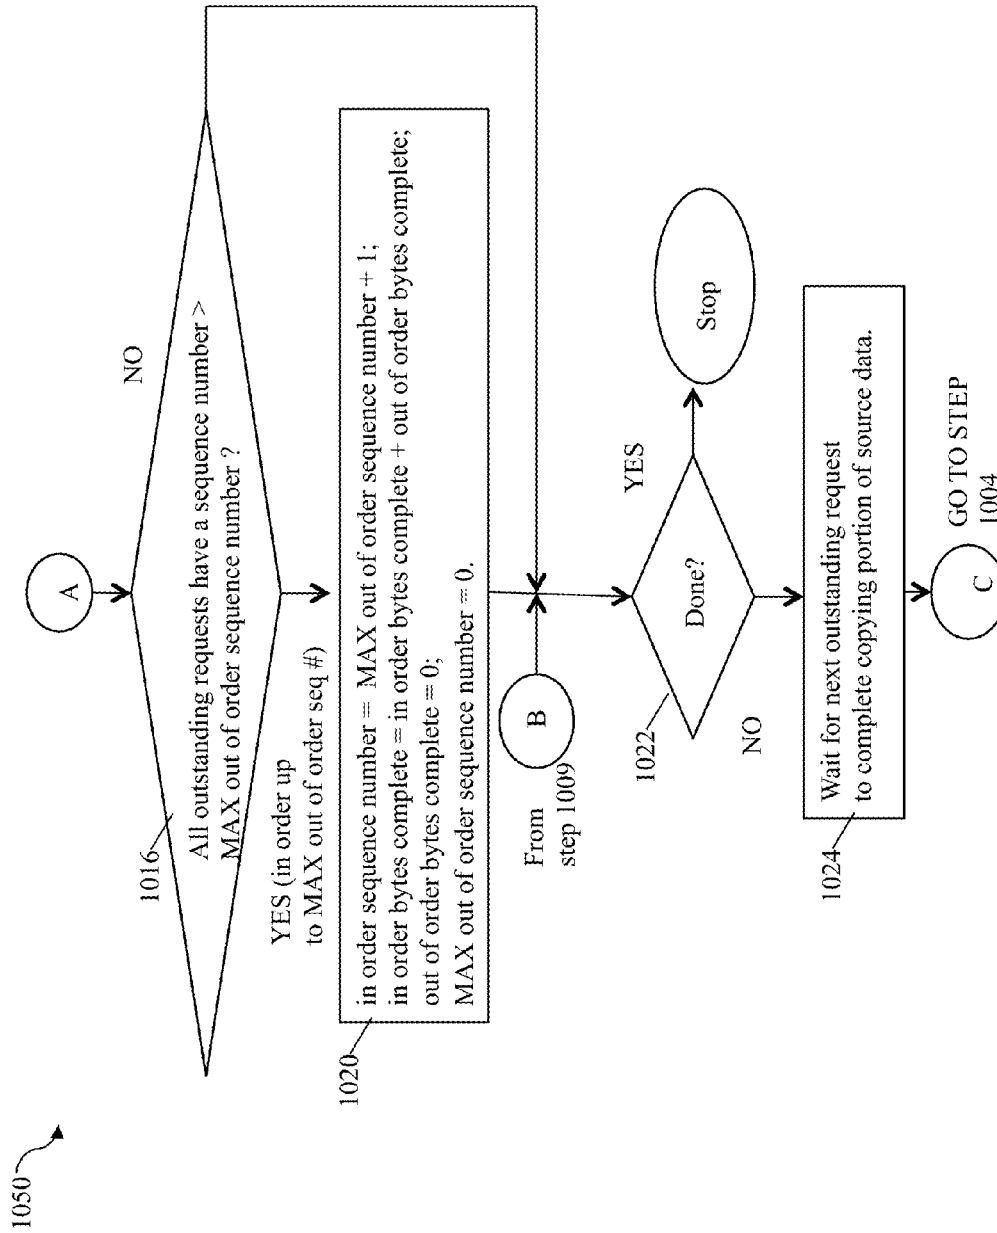 1050
A
1016
All outstanding requests have a sequence number >
MAX out of order sequence number ?
NO
YES (in order up
to MAX out of order seq #)
1020
in order sequence number = MAX out of order sequence number + 1;
in order bytes complete = in order bytes complete + out of order bytes complete;
out of order bytes complete = 0;
MAX out of order sequence number = 0.
From
step 1009
B
1022
Done?
YES
Stop
NO
1024
Wait for next outstanding request
to complete copying portion of source data.
C
GO TO STEP
1004